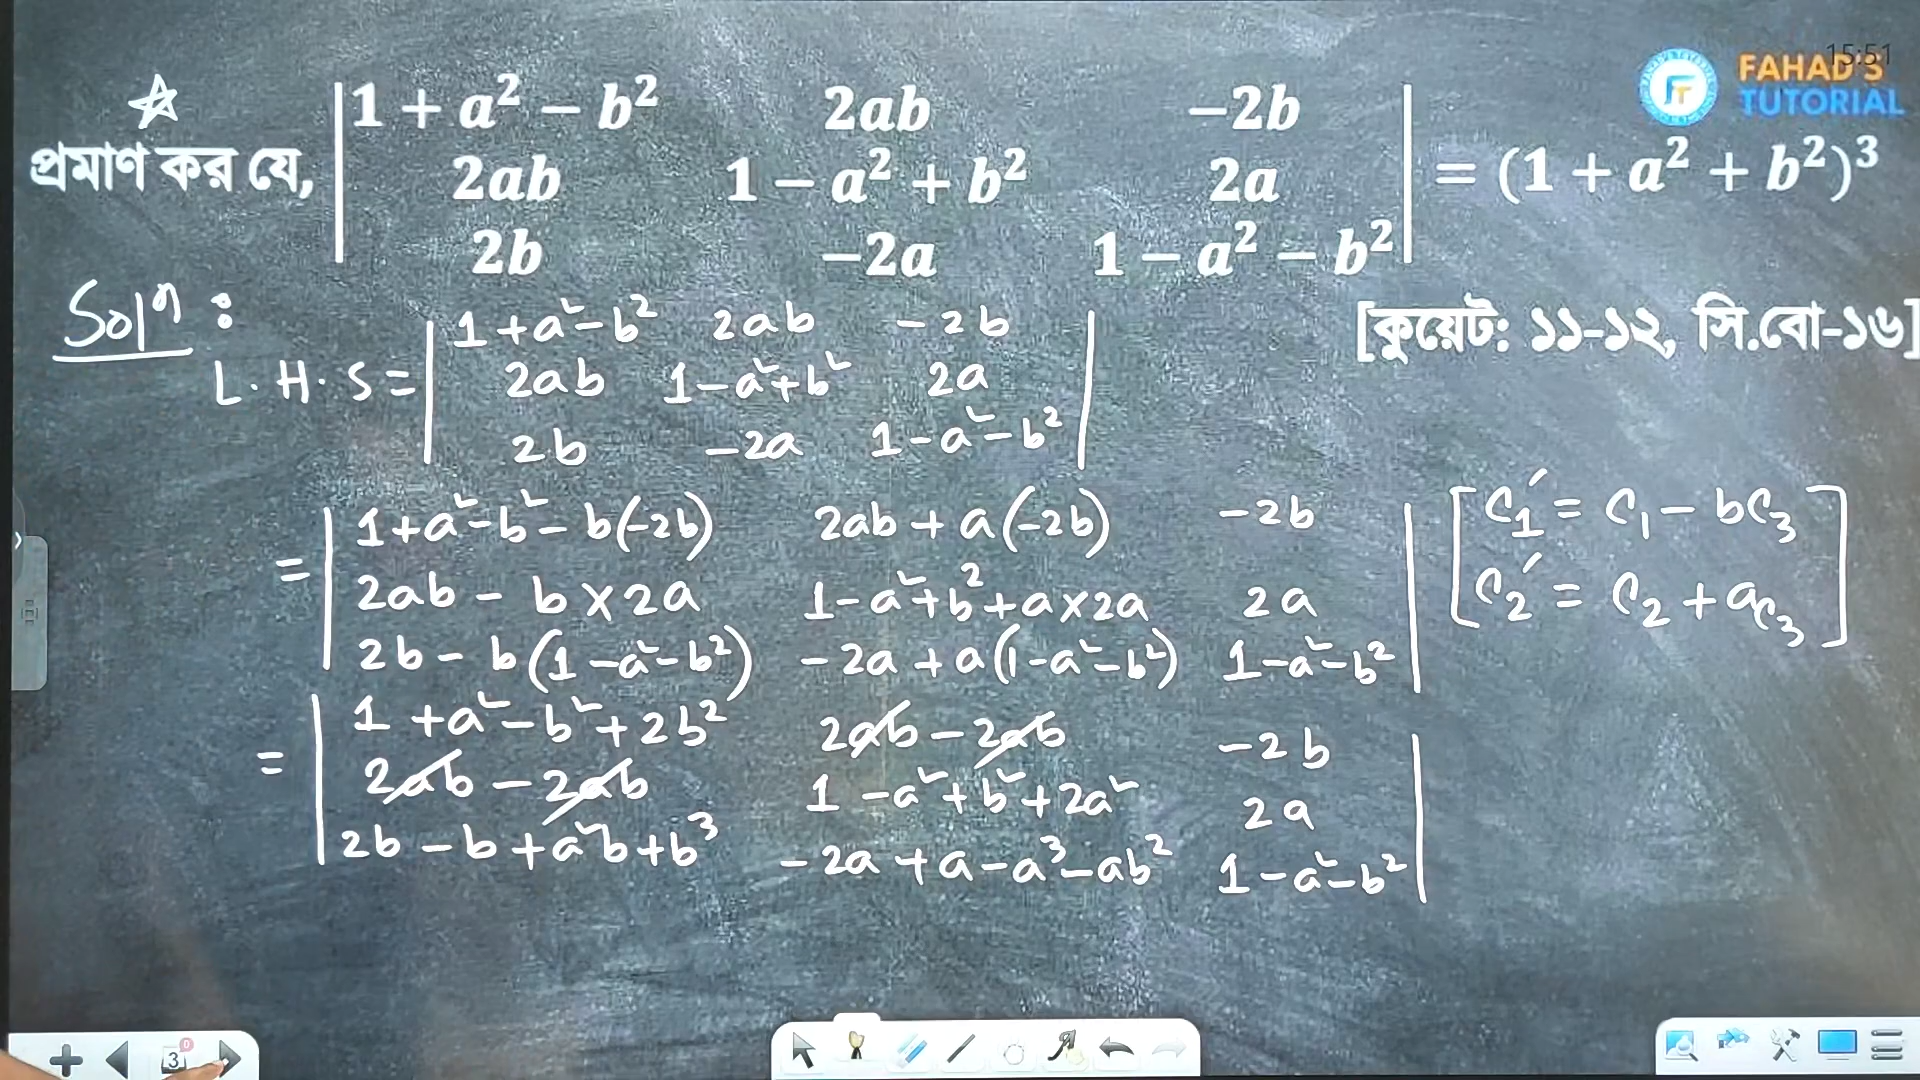 15:51
FAHAD'S
TUTORIAL
প্রমাণ কর যে, | 1 + a² − b² 2ab −2b |
| 2ab 1 − a² + b² 2a | = (1 + a² + b²)³
| 2b −2a 1 − a² − b² |
[কুয়েট: ১১-১২, সি.বো-১৬]
Solⁿ :
L.H.S = | 1+a²−b² 2ab −2b |
| 2ab 1−a²+b² 2a |
| 2b −2a 1−a²−b² |
= | 1+a²−b²−b(−2b) 2ab+a(−2b) −2b | [c₁′ = c₁ − bc₃
| 2ab − b×2a 1−a²+b²+a×2a 2a | c₂′ = c₂ + ac₃]
| 2b − b(1−a²−b²) −2a+a(1−a²−b²) 1−a²−b² |
= | 1+a²−b²+2b² 2ab−2ab −2b |
| 2ab−2ab 1−a²+b²+2a² 2a |
| 2b−b+a²b+b³ −2a+a−a³−ab² 1−a²−b² |
3 0